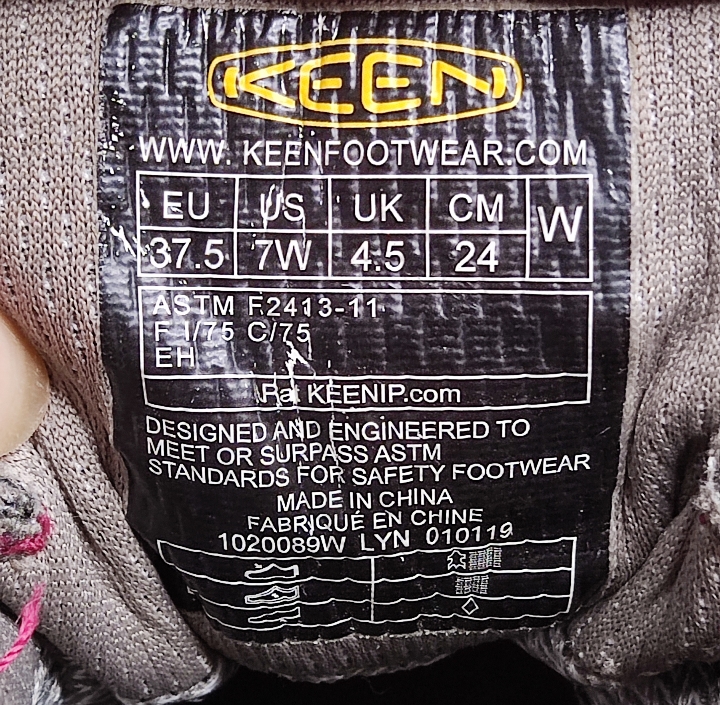 KEEN
WWW. KEENFOOTWEAR.COM
EU US UK CM W
37.5 7W 4.5 24
ASTM F2413-11
F I/75 C/75
EH
KEENIP.com
DESIGNED AND ENGINEERED TO
MEET OR SURPASS ASTM
STANDARDS FOR SAFETY FOOTWEAR
MADE IN CHINA
FABRIQUÉ EN CHINE
1020089W LYN 010119